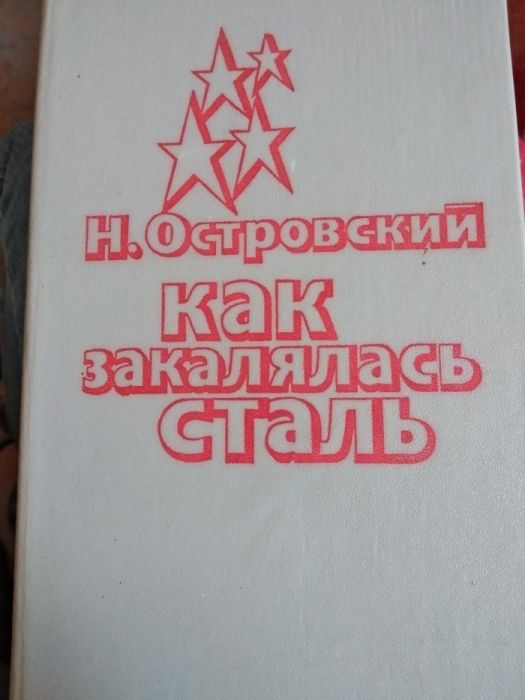 Н. Островский
как
закалялась
сталь